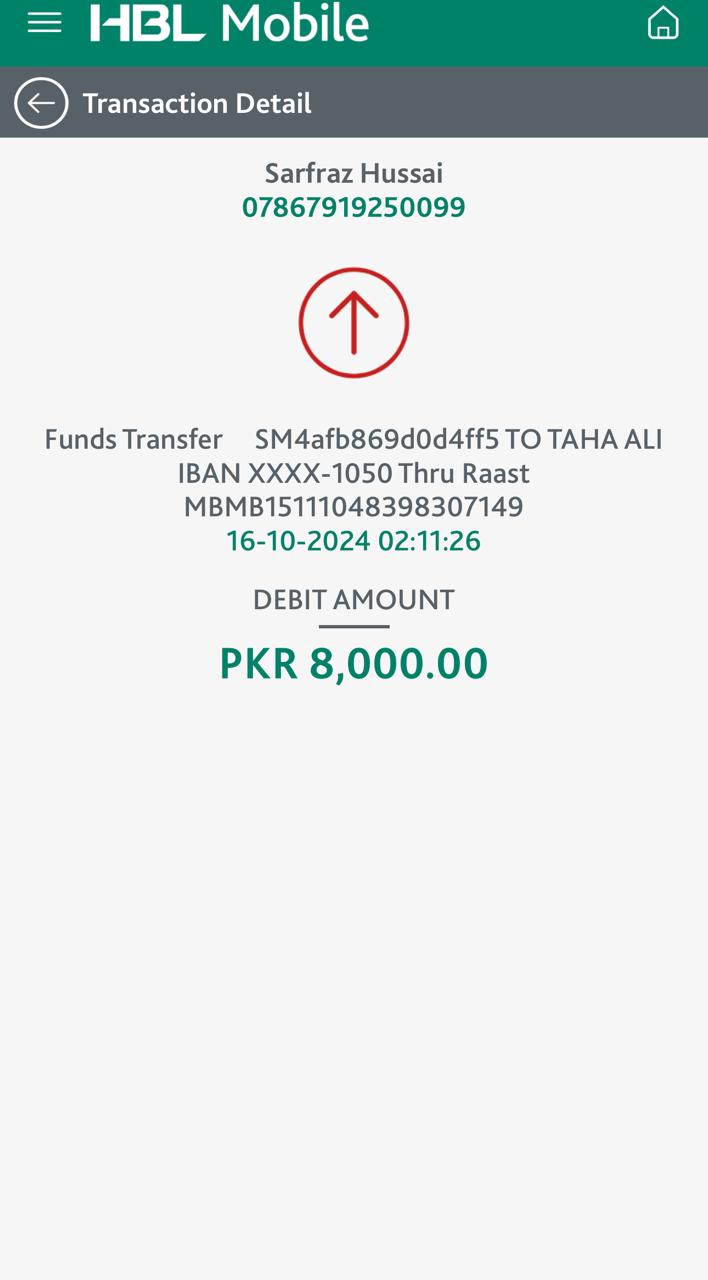 HBL Mobile
Transaction Detail
Sarfraz Hussai
07867919250099
Funds Transfer SM4afb869d0d4ff5 TO TAHA ALI
IBAN XXXX-1050 Thru Raast
MBMB15111048398307149
16-10-2024 02:11:26
DEBIT AMOUNT
PKR 8,000.00